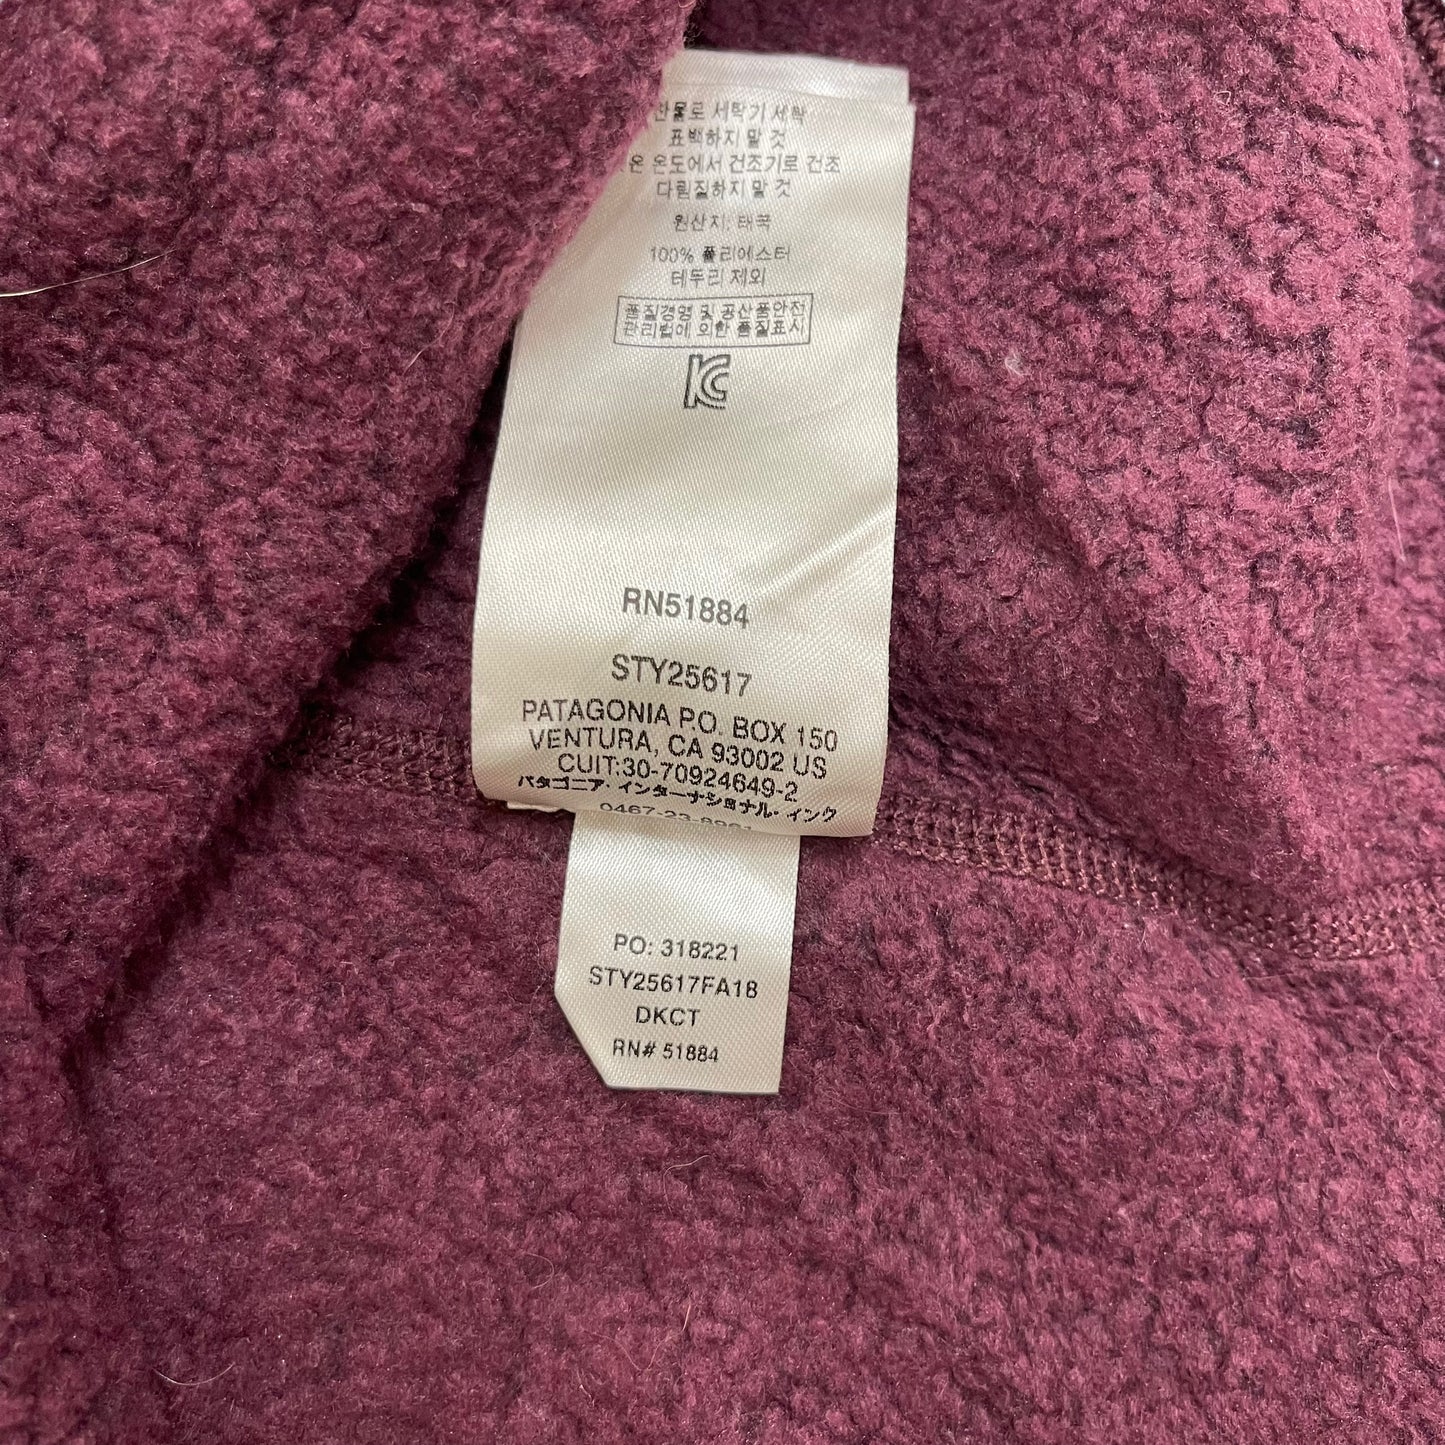 찬물로 세탁기 세탁
표백하지 말 것
낮은 온도에서 건조기로 건조
다림질하지 말 것
원산지: 태국
100% 폴리에스터
테두리 제외
품질경영 및 공산품안전
관리법에 의한 품질표시
RN51884
STY25617
PATAGONIA P.O. BOX 150
VENTURA, CA 93002 US
CUIT:30-70924649-2
パタゴニア・インターナショナル・インク
0467-23-8961
PO: 318221
STY25617FA18
DKCT
RN# 51884